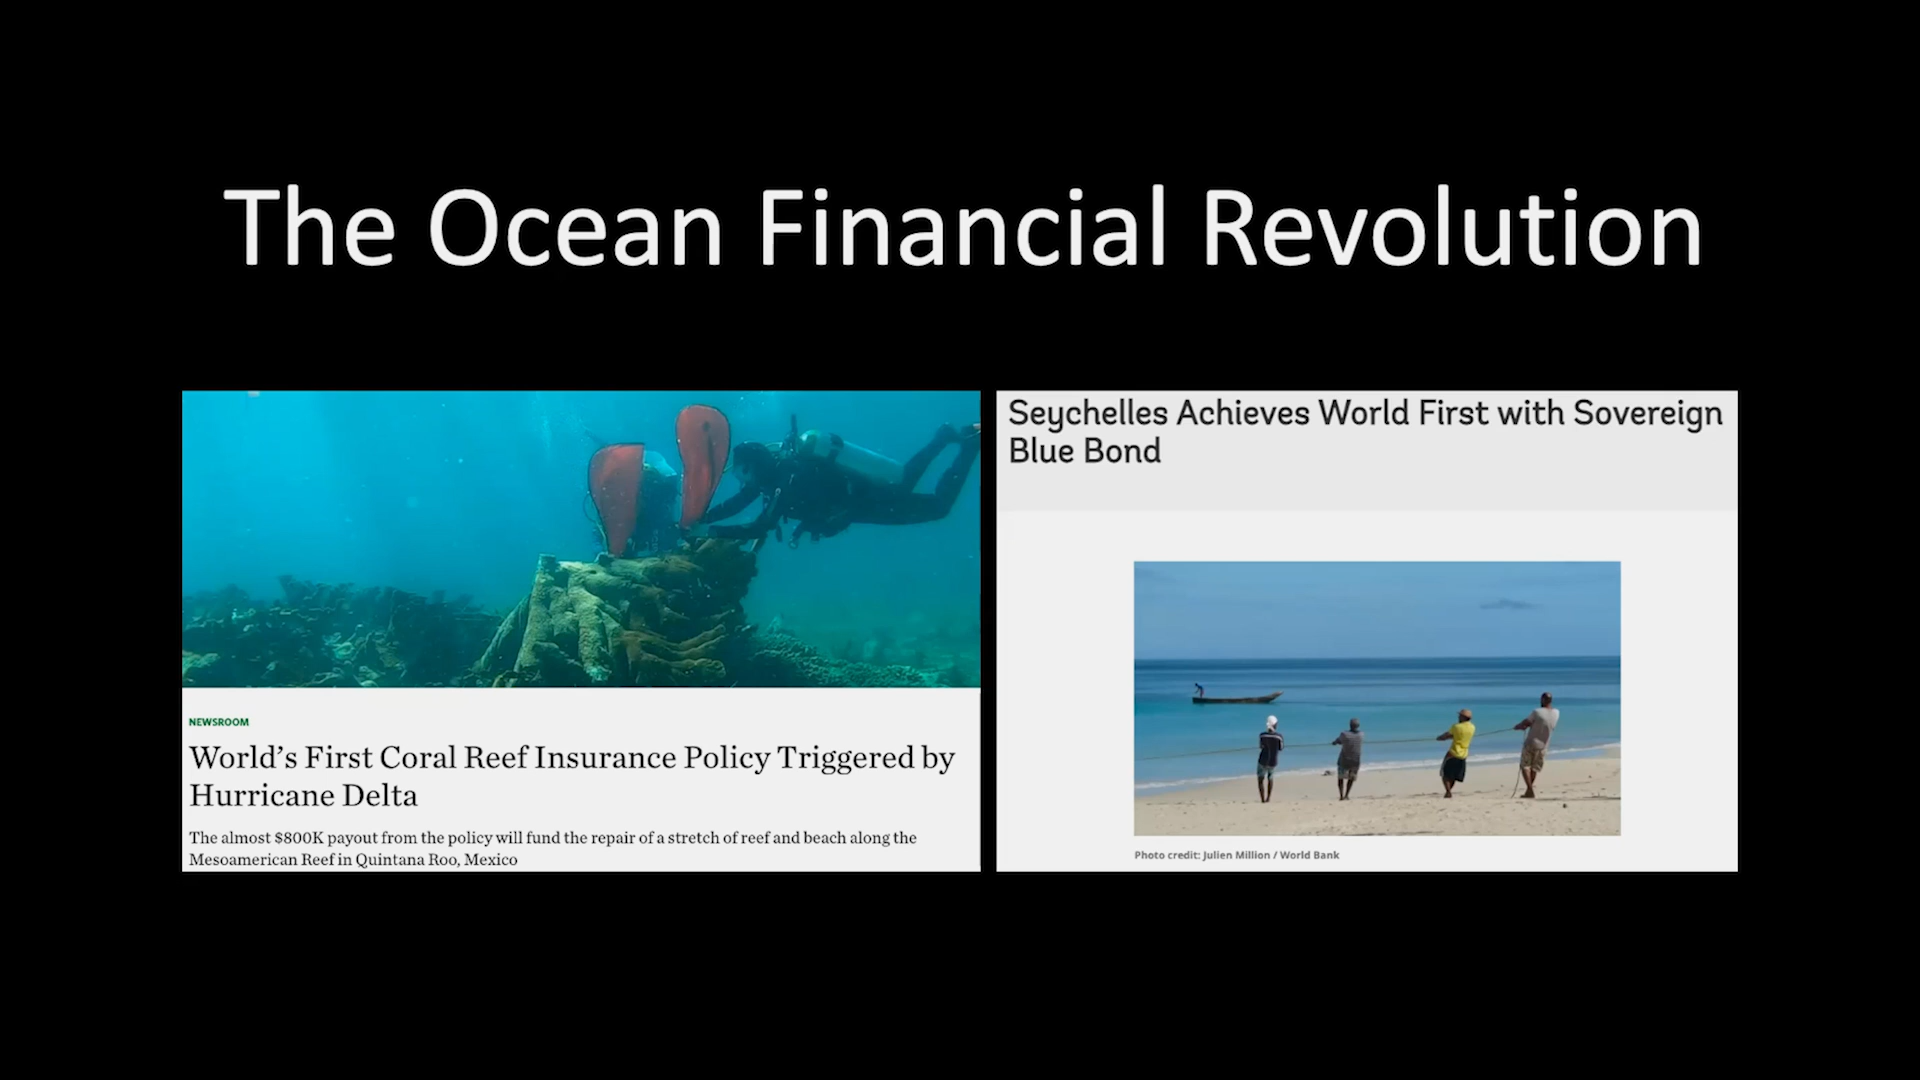 The Ocean Financial Revolution
NEWSROOM
World’s First Coral Reef Insurance Policy Triggered by
Hurricane Delta
The almost $800K payout from the policy will fund the repair of a stretch of reef and beach along the
Mesoamerican Reef in Quintana Roo, Mexico
Seychelles Achieves World First with Sovereign
Blue Bond
Photo credit: Julien Million / World Bank